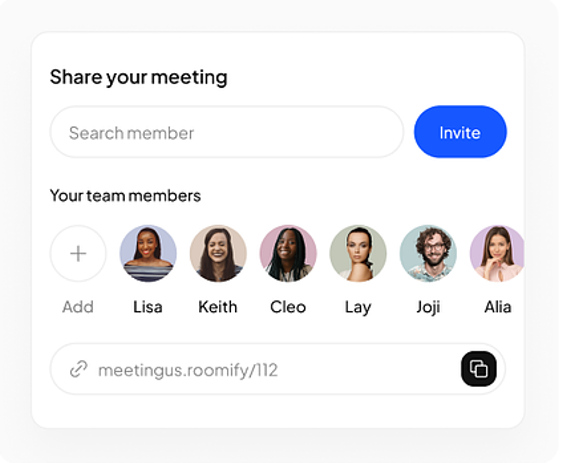 Share your meeting
Search member
Invite
Your team members
Add Lisa Keith Cleo Lay Joji Alia
meetingus.roomify/112